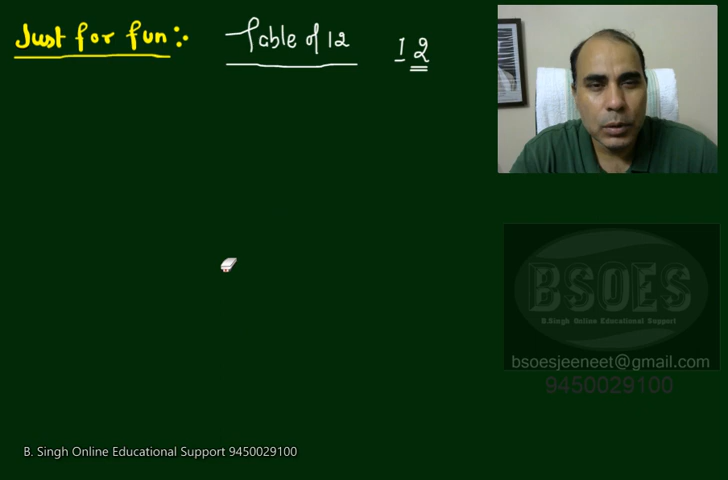 Just for fun :-
Table of 12
12
BSOES
B.Singh Online Educational Support
bsoesjeeneet@gmail.com
9450029100
B. Singh Online Educational Support 9450029100